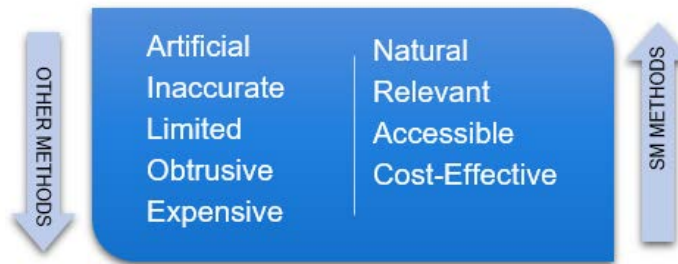 OTHER METHODS
Artificial
Inaccurate
Limited
Obtrusive
Expensive
Natural
Relevant
Accessible
Cost-Effective
SM METHODS